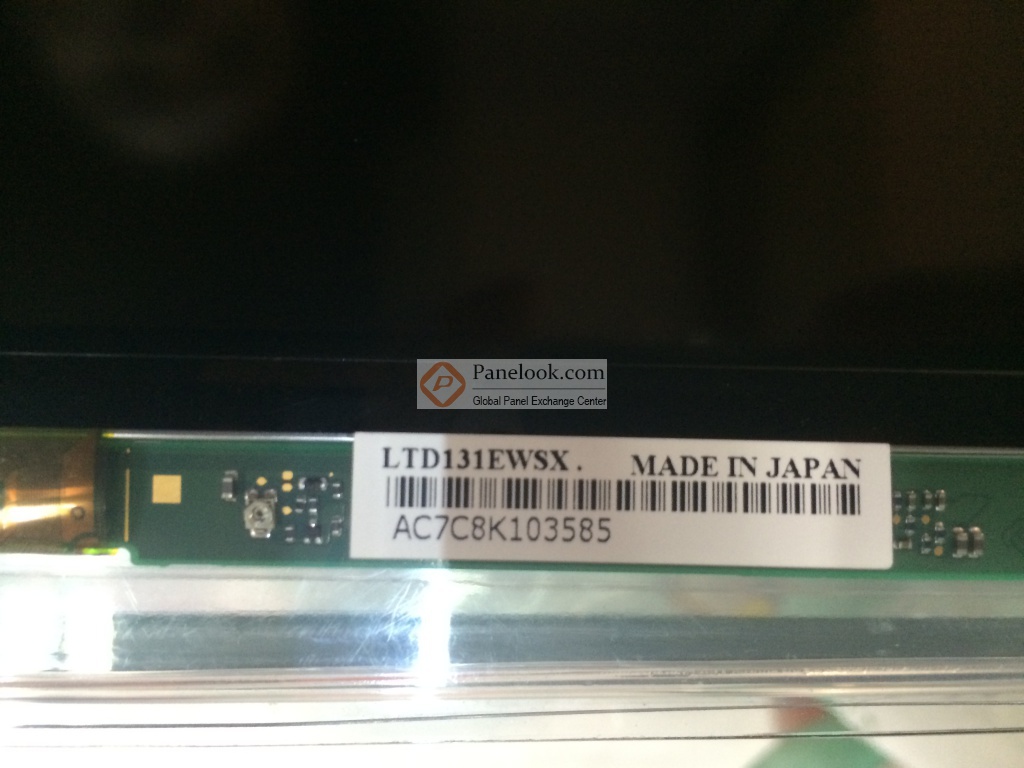 Panelook.com
Global Panel Exchange Center
LTD131EWSX . MADE IN JAPAN
AC7C8K103585